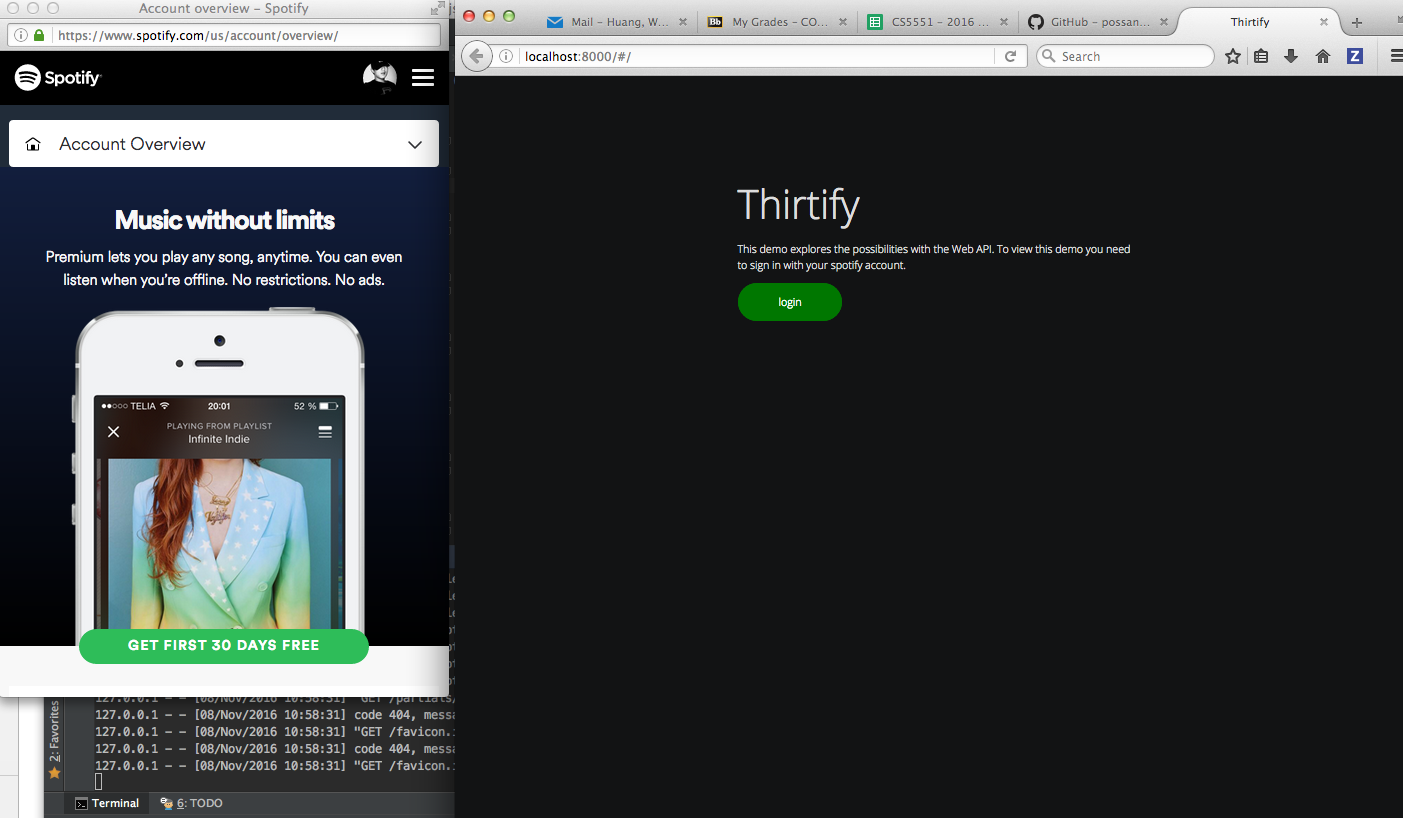 Account overview – Spotify
https://www.spotify.com/us/account/overview/
Spotify
Account Overview
Music without limits
Premium lets you play any song, anytime. You can even
listen when you're offline. No restrictions. No ads.
TELIA 20:01 52 %
PLAYING FROM PLAYLIST
Infinite Indie
GET FIRST 30 DAYS FREE
127.0.0.1 - - [08/Nov/2016 10:58:31] "GET /partials/
127.0.0.1 - - [08/Nov/2016 10:58:31] code 404, messa
127.0.0.1 - - [08/Nov/2016 10:58:31] "GET /favicon.
127.0.0.1 - - [08/Nov/2016 10:58:31] code 404, messa
127.0.0.1 - - [08/Nov/2016 10:58:31] "GET /favicon.
2: Favorites
Terminal 6: TODO
Mail – Huang, W... Bb My Grades – CO... CS5551 – 2016 ... GitHub – possan... Thirtify
localhost:8000/#/ Search Z
Thirtify
This demo explores the possibilities with the Web API. To view this demo you need
to sign in with your spotify account.
login